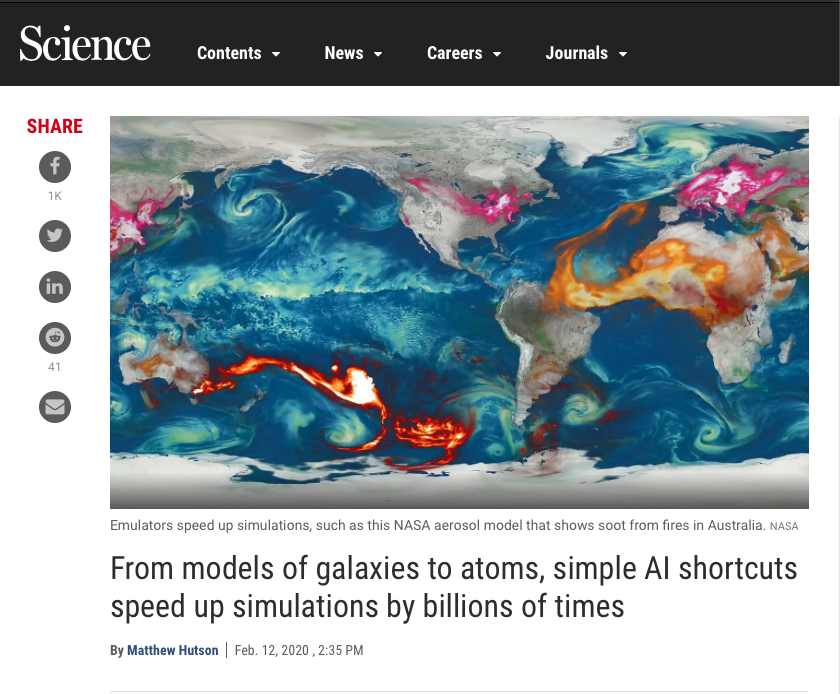 Science
Contents
News
Careers
Journals
SHARE
1K
41
Emulators speed up simulations, such as this NASA aerosol model that shows soot from fires in Australia. NASA
From models of galaxies to atoms, simple AI shortcuts
speed up simulations by billions of times
By Matthew Hutson | Feb. 12, 2020 , 2:35 PM